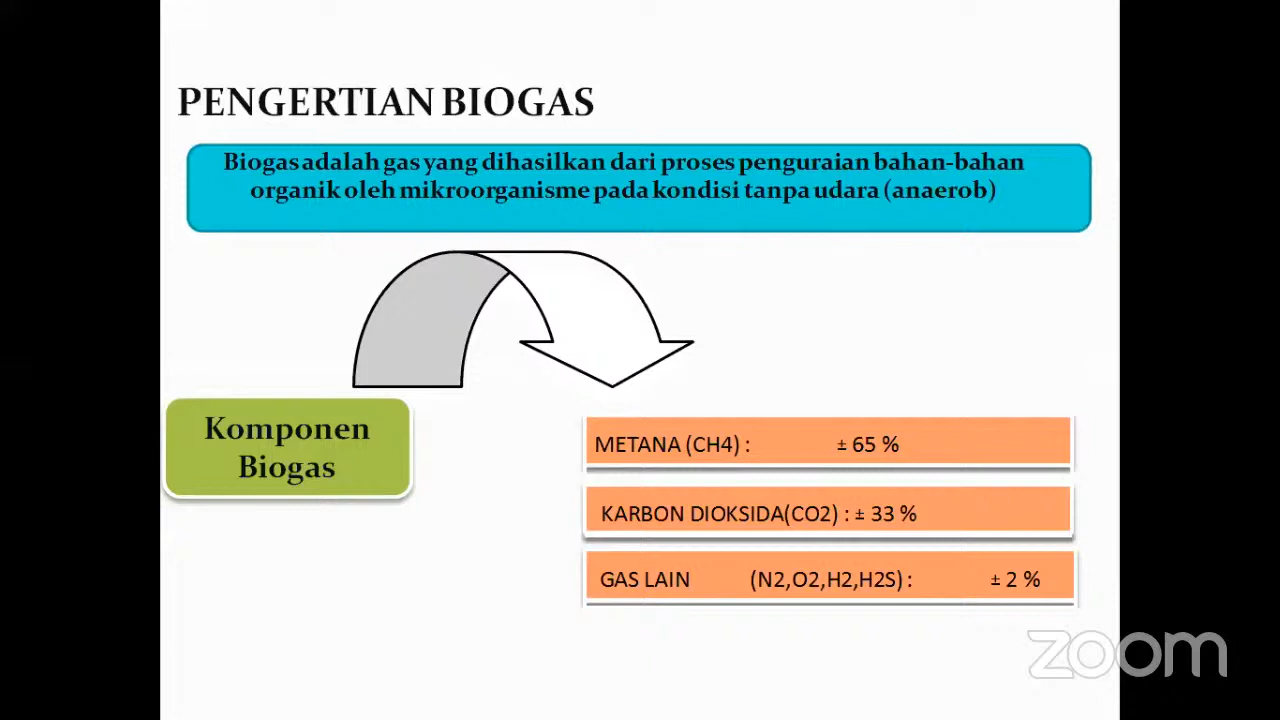 PENGERTIAN BIOGAS
Biogas adalah gas yang dihasilkan dari proses penguraian bahan-bahan
organik oleh mikroorganisme pada kondisi tanpa udara (anaerob)
Komponen
Biogas
METANA (CH4) : ± 65 %
KARBON DIOKSIDA(CO2) : ± 33 %
GAS LAIN (N2,O2,H2,H2S) : ± 2 %
zoom